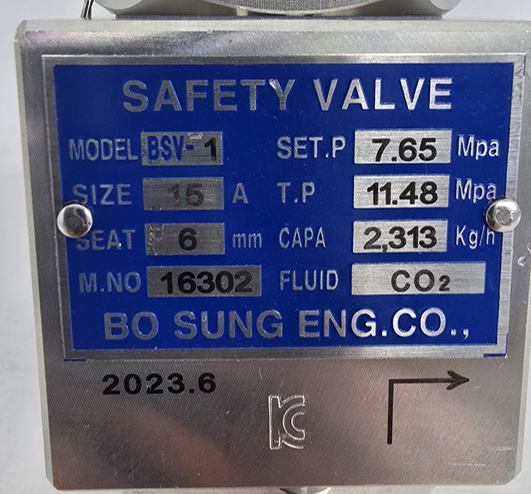 SAFETY VALVE
MODEL BSV-1 SET.P 7.65 Mpa
SIZE 15 A T.P 11.48 Mpa
SEAT 6 mm CAPA 2,313 Kg/h
M.NO 16302 FLUID CO₂
BO SUNG ENG.CO.,
2023.6
KC